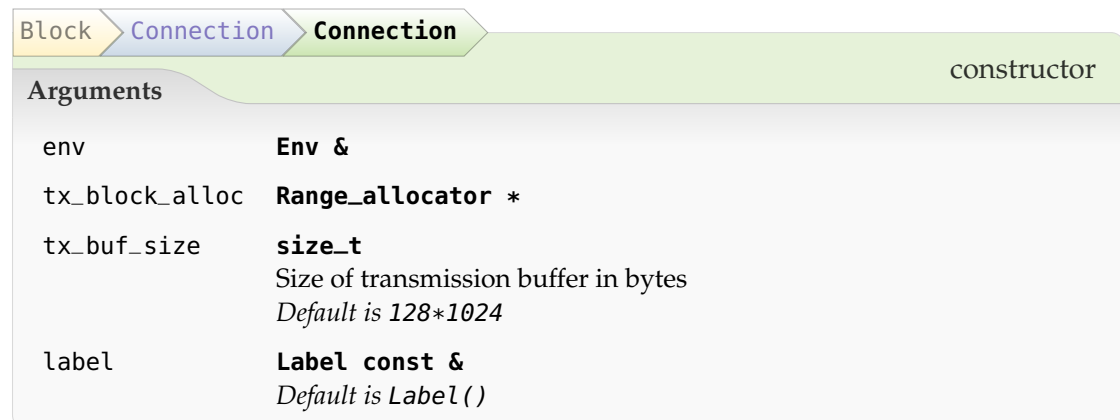 Block Connection Connection
constructor
Arguments
env Env &
tx_block_alloc Range_allocator *
tx_buf_size size_t
Size of transmission buffer in bytes
Default is 128*1024
label Label const &
Default is Label()